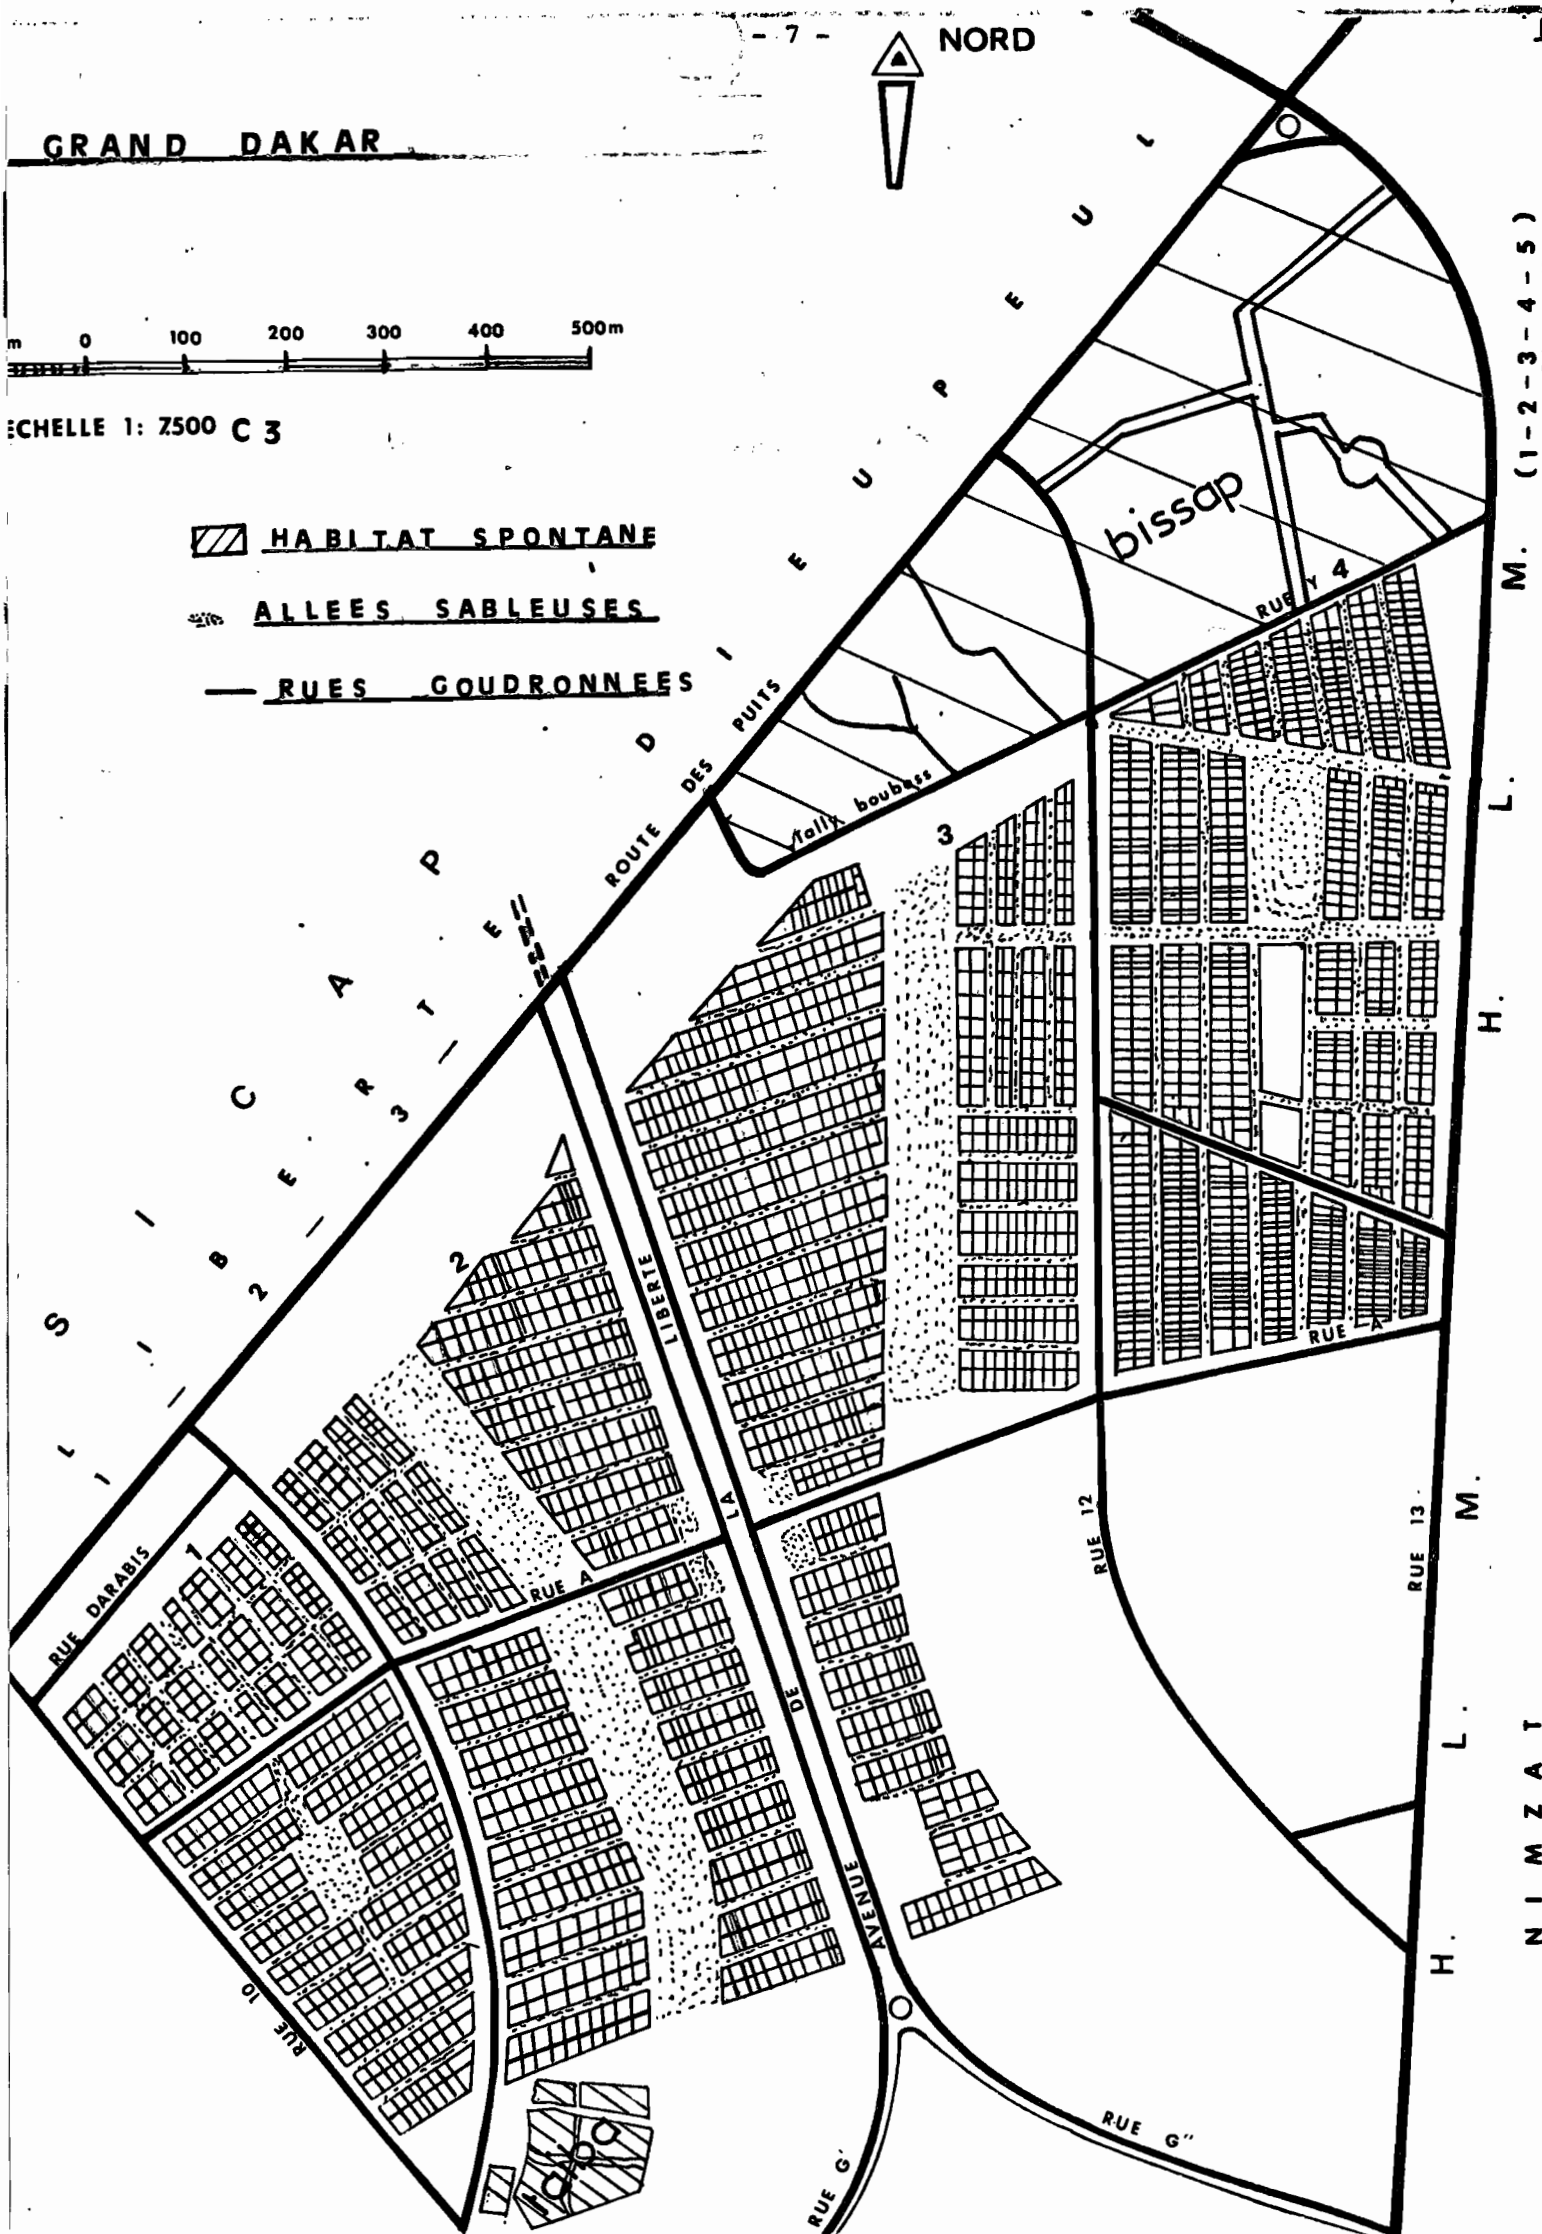 - 7 -
NORD
GRAND DAKAR
m 0 100 200 300 400 500m
ECHELLE 1: 7500 C 3
HABITAT SPONTANE
ALLEES SABLEUSES
RUES GOUDRONNEES
SICAP
DIEUPEUL
LIBERTE
1 - 2 - 3 -
ROUTE DES PUITS
bissap
tally boubess
RUE Y
4
3
2
1
H. L. M. (1-2-3-4-5)
RUE A
RUE A
AVENUE DE LA LIBERTE
RUE DARABIS
RUE 12
RUE 13
H. L. M.
NIMZAT
RUE 10
RUE G'
RUE G''